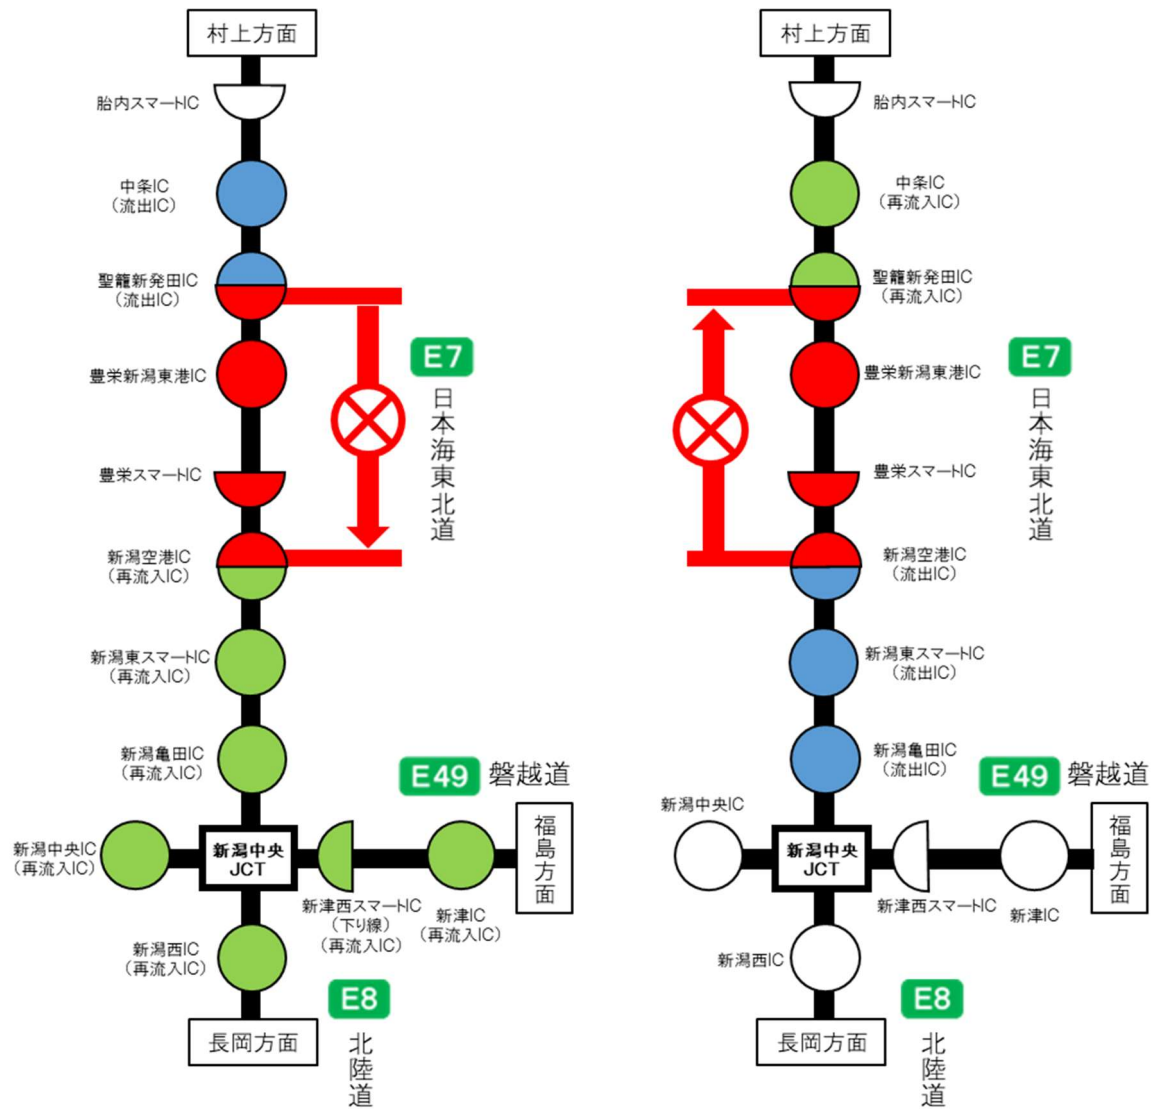 村上方面
胎内スマートIC
中条IC
(流出IC)
聖籠新発田IC
(流出IC)
豊栄新潟東港IC
E7
日本海東北道
豊栄スマートIC
新潟空港IC
(再流入IC)
新潟東スマートIC
(再流入IC)
新潟亀田IC
(再流入IC)
E49 磐越道
新潟中央IC
(再流入IC)
新潟中央
JCT
新津西スマートIC
(下り線)
(再流入IC)
新津IC
(再流入IC)
福島方面
新潟西IC
(再流入IC)
E8
北陸道
長岡方面
村上方面
胎内スマートIC
中条IC
(再流入IC)
聖籠新発田IC
(再流入IC)
豊栄新潟東港IC
E7
日本海東北道
豊栄スマートIC
新潟空港IC
(流出IC)
新潟東スマートIC
(流出IC)
新潟亀田IC
(流出IC)
E49 磐越道
新潟中央IC
新潟中央
JCT
新津西スマートIC
新津IC
福島方面
新潟西IC
E8
北陸道
長岡方面